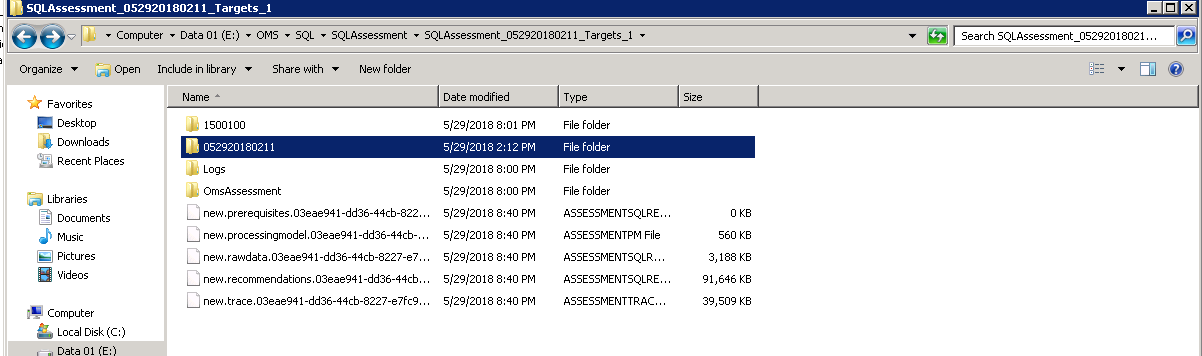 SQLAssessment_052920180211_Targets_1
Computer Data 01 (E:) OMS SQL SQLAssessment SQLAssessment_052920180211_Targets_1 Search SQLAssessment_05292018021...
Organize Open Include in library Share with New folder
Favorites
Desktop
Downloads
Recent Places
Libraries
Documents
Music
Pictures
Videos
Computer
Local Disk (C:)
Data 01 (E:)
Name Date modified Type Size
1500100 5/29/2018 8:01 PM File folder
052920180211 5/29/2018 2:12 PM File folder
Logs 5/29/2018 8:00 PM File folder
OmsAssessment 5/29/2018 8:00 PM File folder
new.prerequisites.03eae941-dd36-44cb-822... 5/29/2018 8:40 PM ASSESSMENTSQLRE... 0 KB
new.processingmodel.03eae941-dd36-44cb-... 5/29/2018 8:40 PM ASSESSMENTPM File 560 KB
new.rawdata.03eae941-dd36-44cb-8227-e7... 5/29/2018 8:40 PM ASSESSMENTSQLR... 3,188 KB
new.recommendations.03eae941-dd36-44cb... 5/29/2018 8:40 PM ASSESSMENTSQLRE... 91,646 KB
new.trace.03eae941-dd36-44cb-8227-e7fc9... 5/29/2018 8:40 PM ASSESSMENTTRAC... 39,509 KB